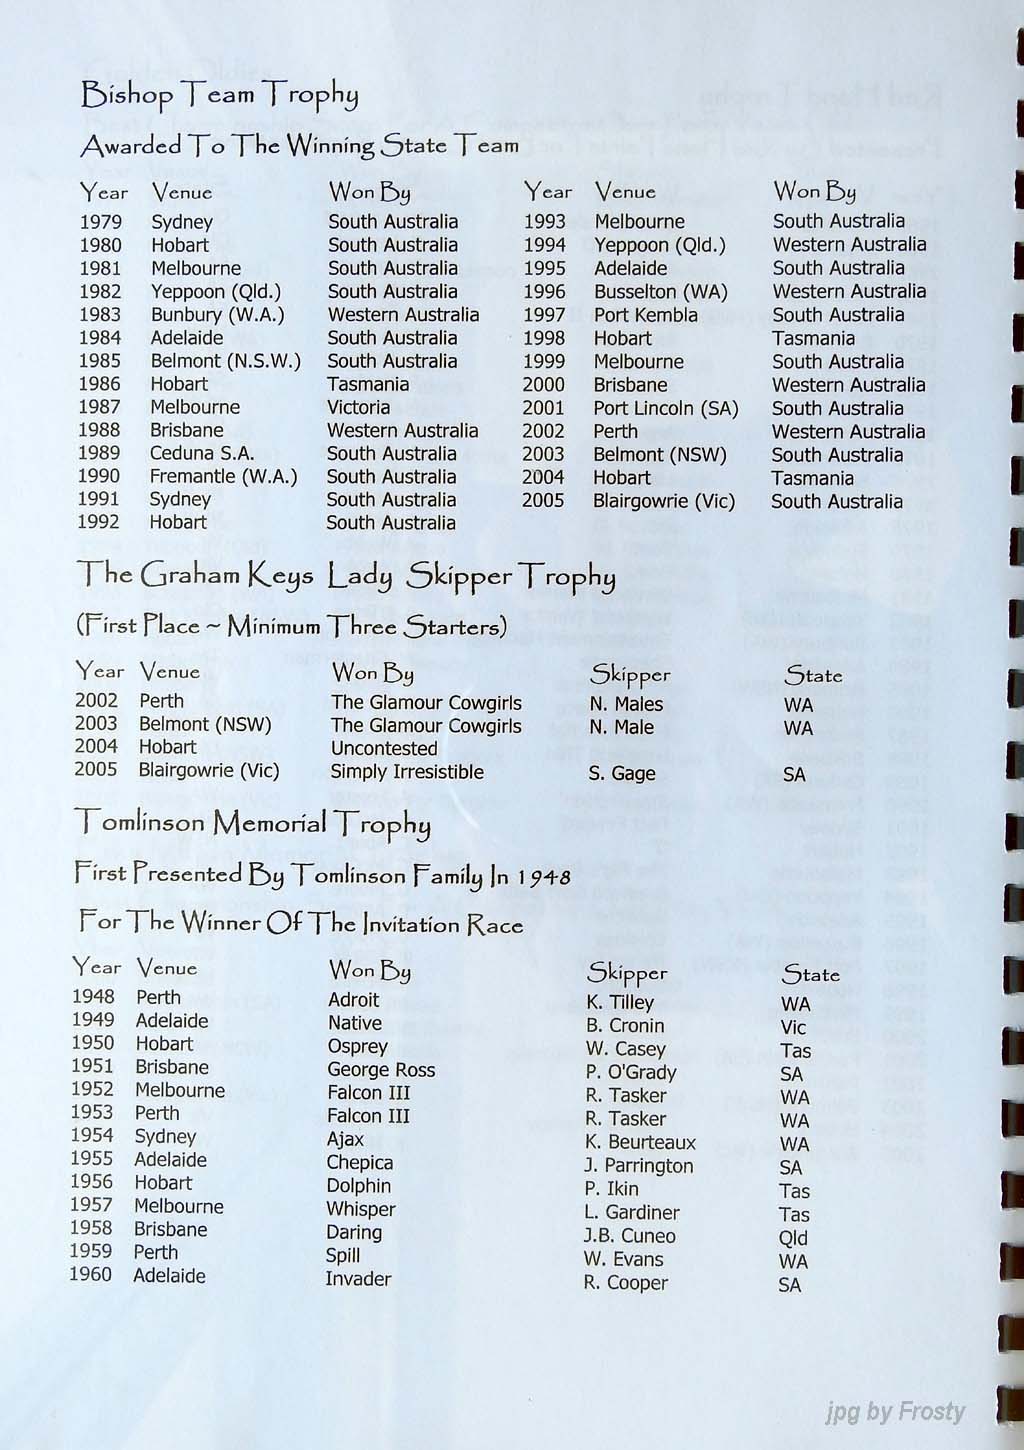 Bishop Team Trophy
Awarded To The Winning State Team
Year Venue Won By
1979 Sydney South Australia
1980 Hobart South Australia
1981 Melbourne South Australia
1982 Yeppoon (Qld.) South Australia
1983 Bunbury (W.A.) Western Australia
1984 Adelaide South Australia
1985 Belmont (N.S.W.) South Australia
1986 Hobart Tasmania
1987 Melbourne Victoria
1988 Brisbane Western Australia
1989 Ceduna S.A. South Australia
1990 Fremantle (W.A.) South Australia
1991 Sydney South Australia
1992 Hobart South Australia
Year Venue Won By
1993 Melbourne South Australia
1994 Yeppoon (Qld.) Western Australia
1995 Adelaide South Australia
1996 Busselton (WA) Western Australia
1997 Port Kembla South Australia
1998 Hobart Tasmania
1999 Melbourne South Australia
2000 Brisbane Western Australia
2001 Port Lincoln (SA) South Australia
2002 Perth Western Australia
2003 Belmont (NSW) South Australia
2004 Hobart Tasmania
2005 Blairgowrie (Vic) South Australia
The Graham Keys Lady Skipper Trophy
(First Place ~ Minimum Three Starters)
Year Venue Won By Skipper State
2002 Perth The Glamour Cowgirls N. Males WA
2003 Belmont (NSW) The Glamour Cowgirls N. Male WA
2004 Hobart Uncontested
2005 Blairgowrie (Vic) Simply Irresistible S. Gage SA
Tomlinson Memorial Trophy
First Presented By Tomlinson Family In 1948
For The Winner Of The Invitation Race
Year Venue Won By Skipper State
1948 Perth Adroit K. Tilley WA
1949 Adelaide Native B. Cronin Vic
1950 Hobart Osprey W. Casey Tas
1951 Brisbane George Ross P. O'Grady SA
1952 Melbourne Falcon III R. Tasker WA
1953 Perth Falcon III R. Tasker WA
1954 Sydney Ajax K. Beurteaux WA
1955 Adelaide Chepica J. Parrington SA
1956 Hobart Dolphin P. Ikin Tas
1957 Melbourne Whisper L. Gardiner Tas
1958 Brisbane Daring J.B. Cuneo Qld
1959 Perth Spill W. Evans WA
1960 Adelaide Invader R. Cooper SA
jpg by Frosty